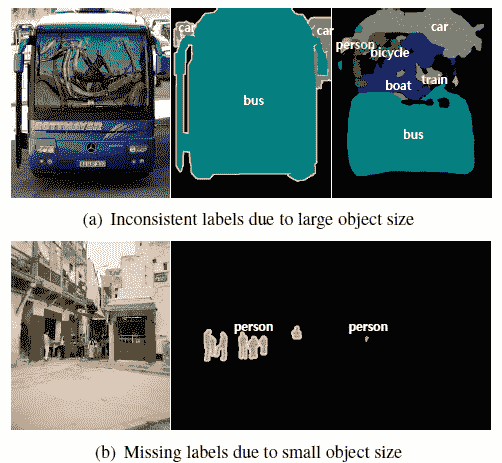 car
car
bus
car
person
bicycle
train
boat
bus
(a) Inconsistent labels due to large object size
person
person
(b) Missing labels due to small object size